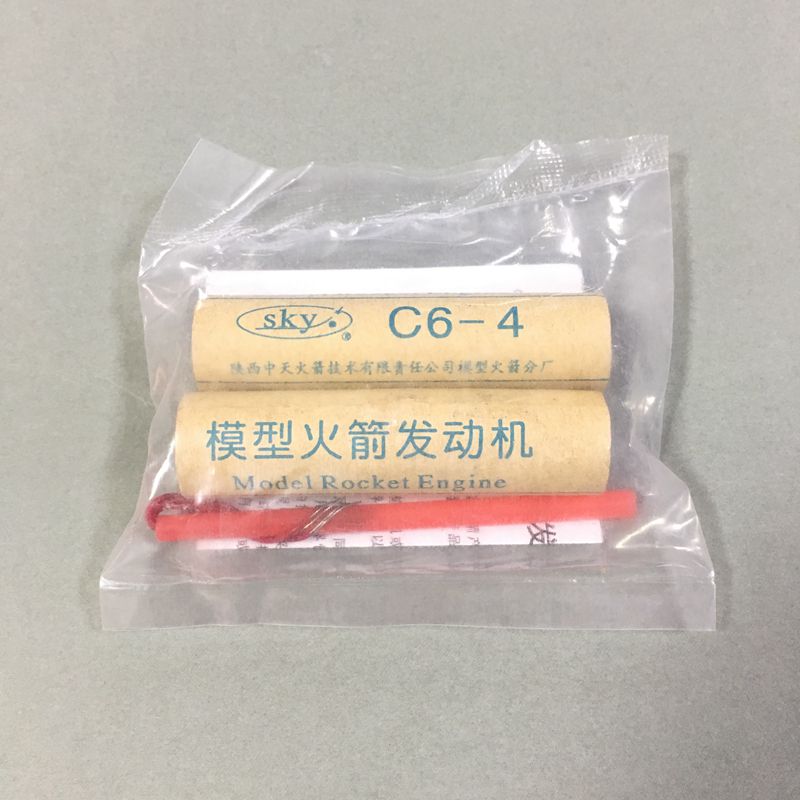 sky ® C6-4
陕西中天火箭技术有限责任公司模型火箭分厂
模型火箭发动机
Model Rocket Engine
发